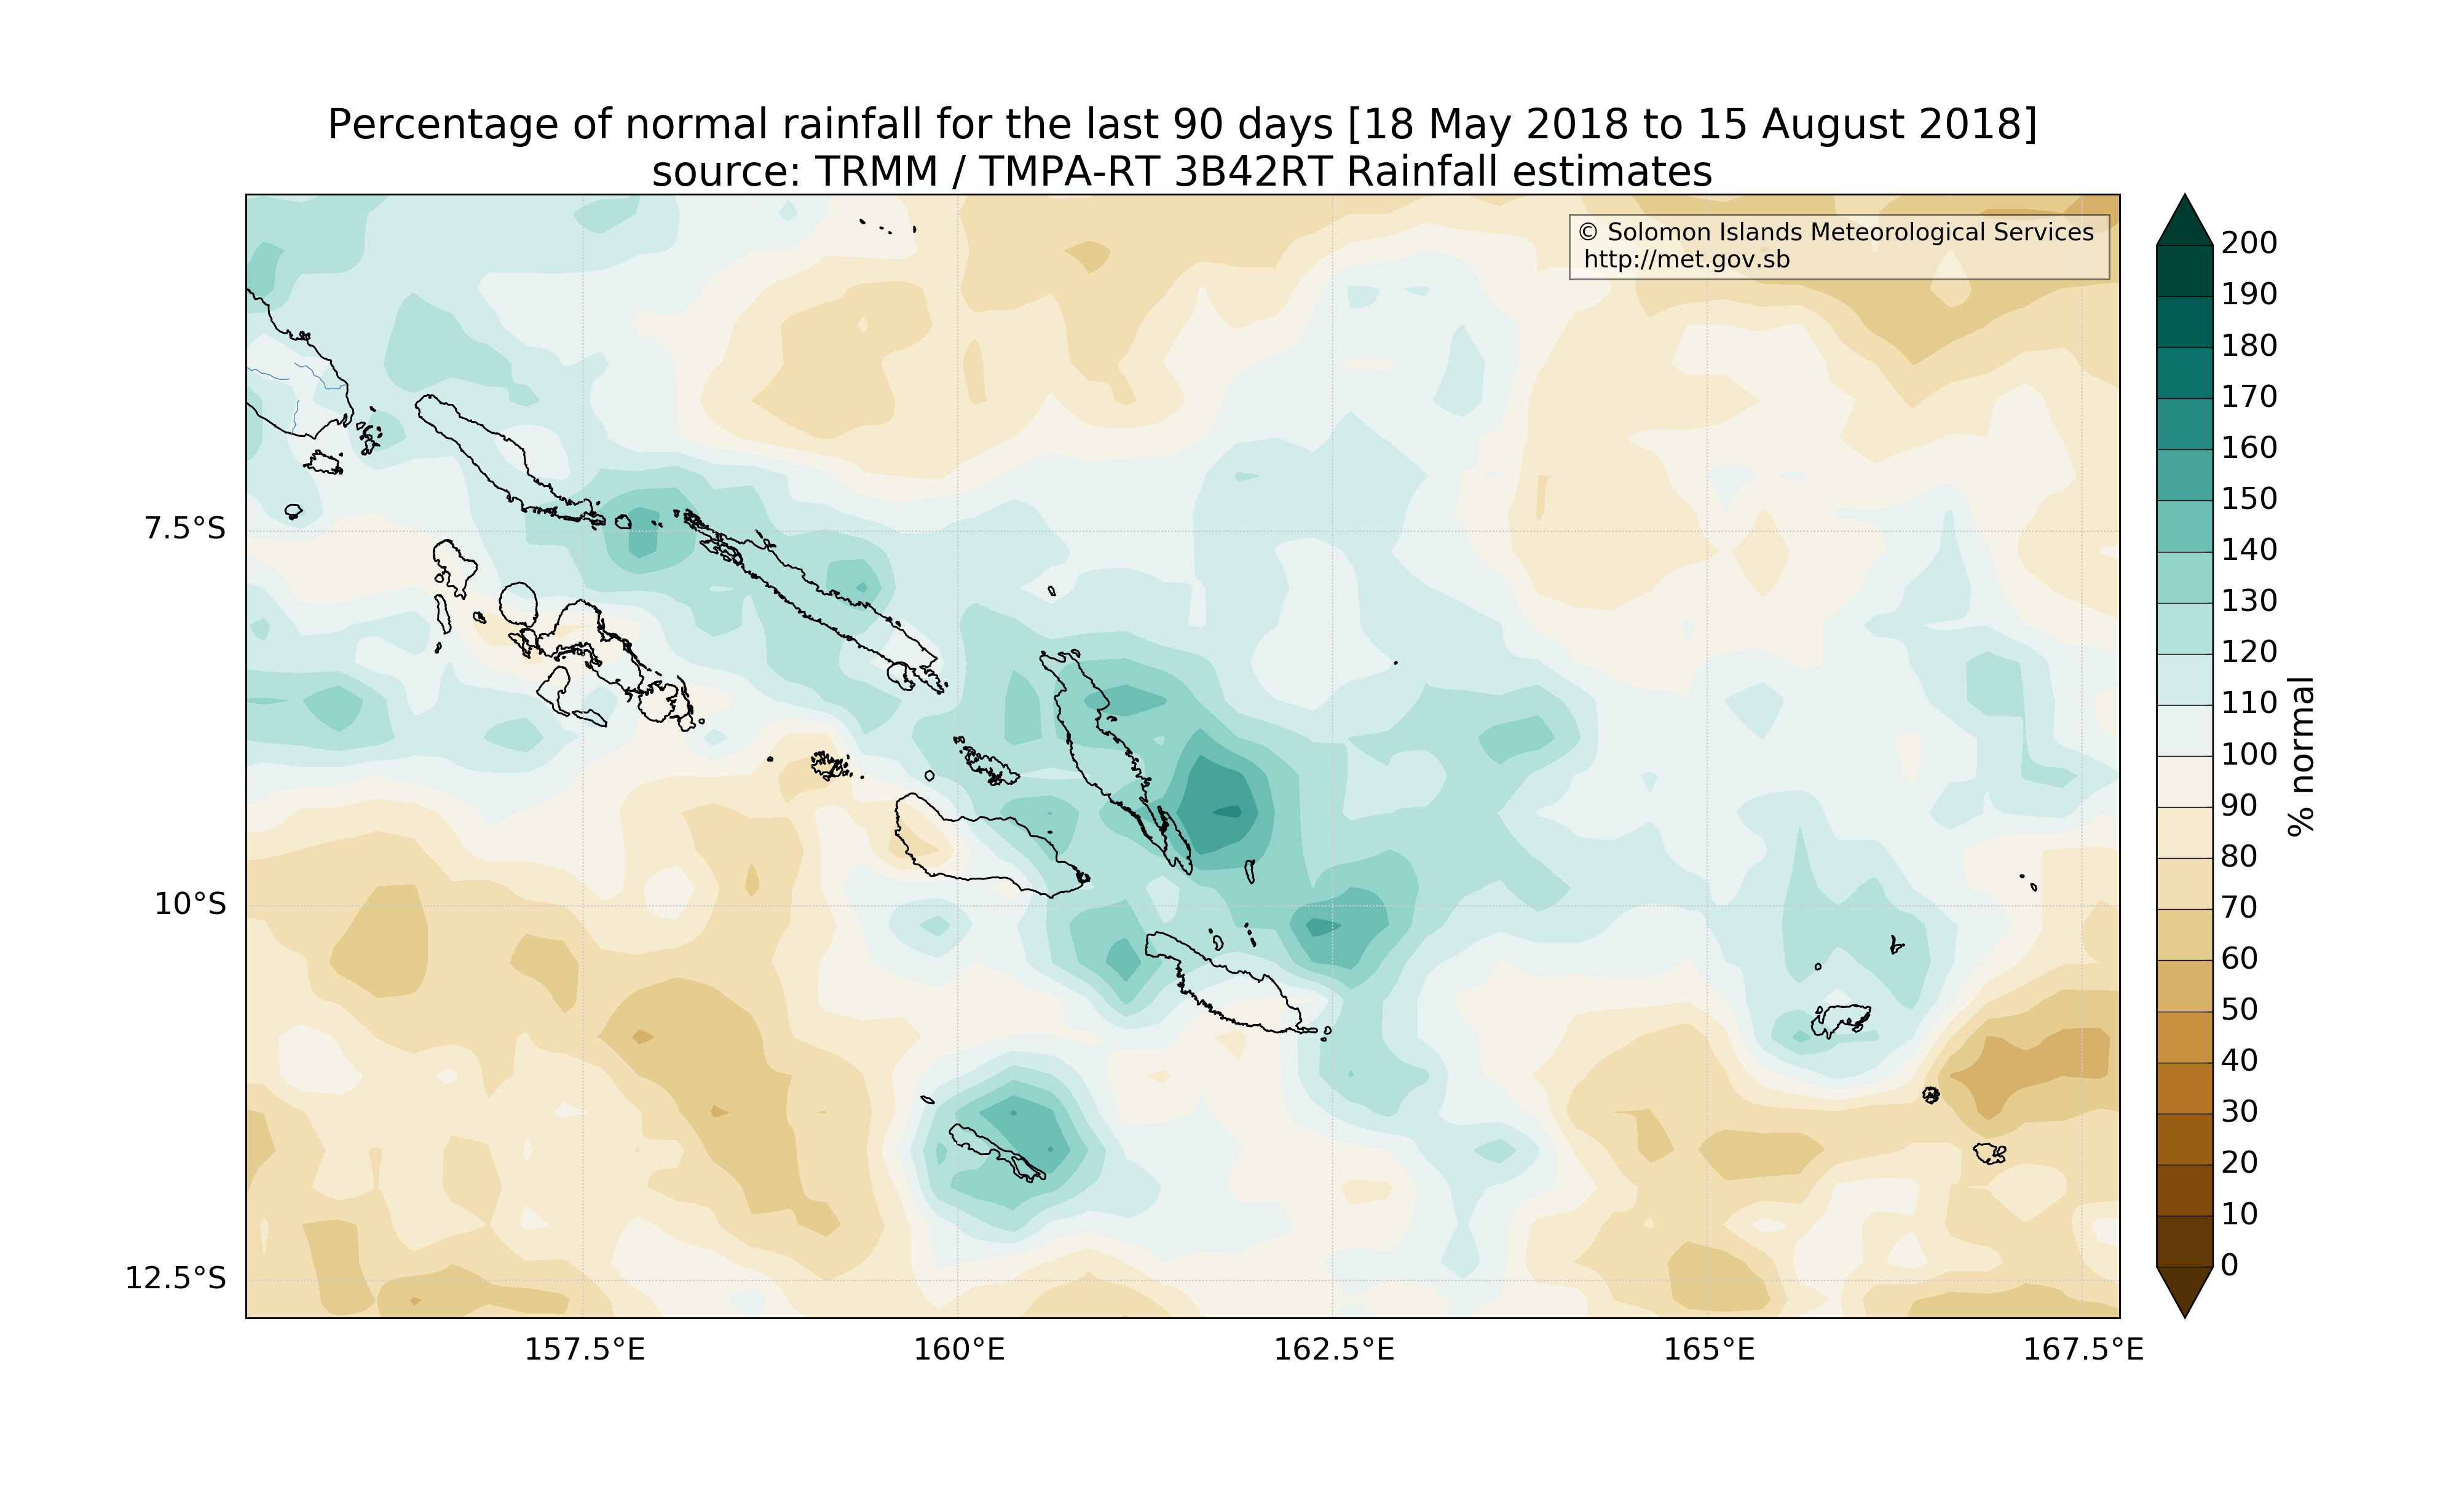 Percentage of normal rainfall for the last 90 days [18 May 2018 to 15 August 2018]
source: TRMM / TMPA-RT 3B42RT Rainfall estimates
© Solomon Islands Meteorological Services
http://met.gov.sb
7.5°S
10°S
12.5°S
157.5°E
160°E
162.5°E
165°E
167.5°E
200
190
180
170
160
150
140
130
120
110
100
90
80
70
60
50
40
30
20
10
0
% normal